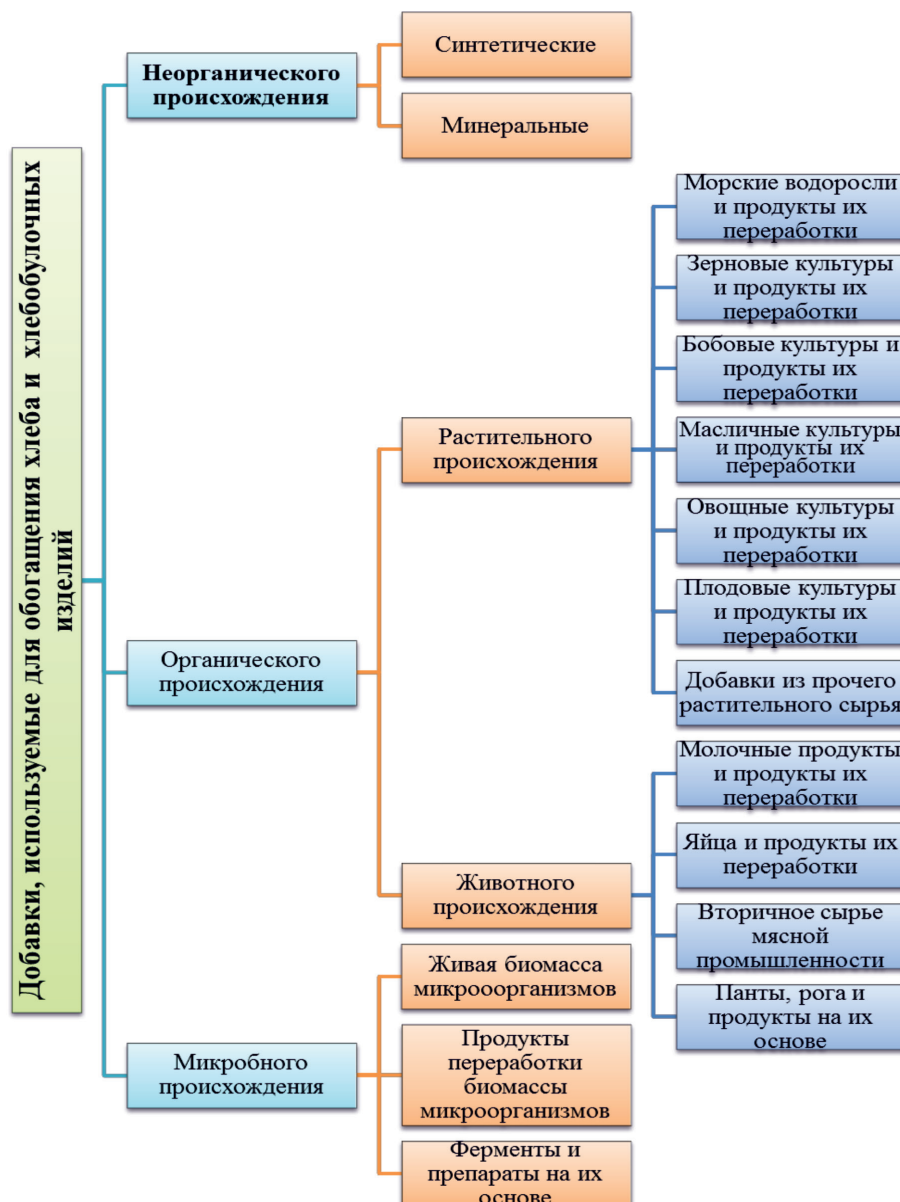 Добавки, используемые для обогащения хлеба и хлебобулочных
изделий
Неорганического
происхождения
Синтетические
Минеральные
Органического
происхождения
Растительного
происхождения
Морские водоросли
и продукты их
переработки
Зерновые культуры
и продукты их
переработки
Бобовые культуры и
продукты их
переработки
Масличные культуры
и продукты их
переработки
Овощные культуры
и продукты их
переработки
Плодовые культуры
и продукты их
переработки
Добавки из прочего
растительного сырья
Животного
происхождения
Молочные продукты
и продукты их
переработки
Яйца и продукты их
переработки
Вторичное сырье
мясной
промышленности
Панты, рога и
продукты на их
основе
Микробного
происхождения
Живая биомасса
микрооорганизмов
Продукты
переработки
биомассы
микроорганизмов
Ферменты и
препараты на их
основе